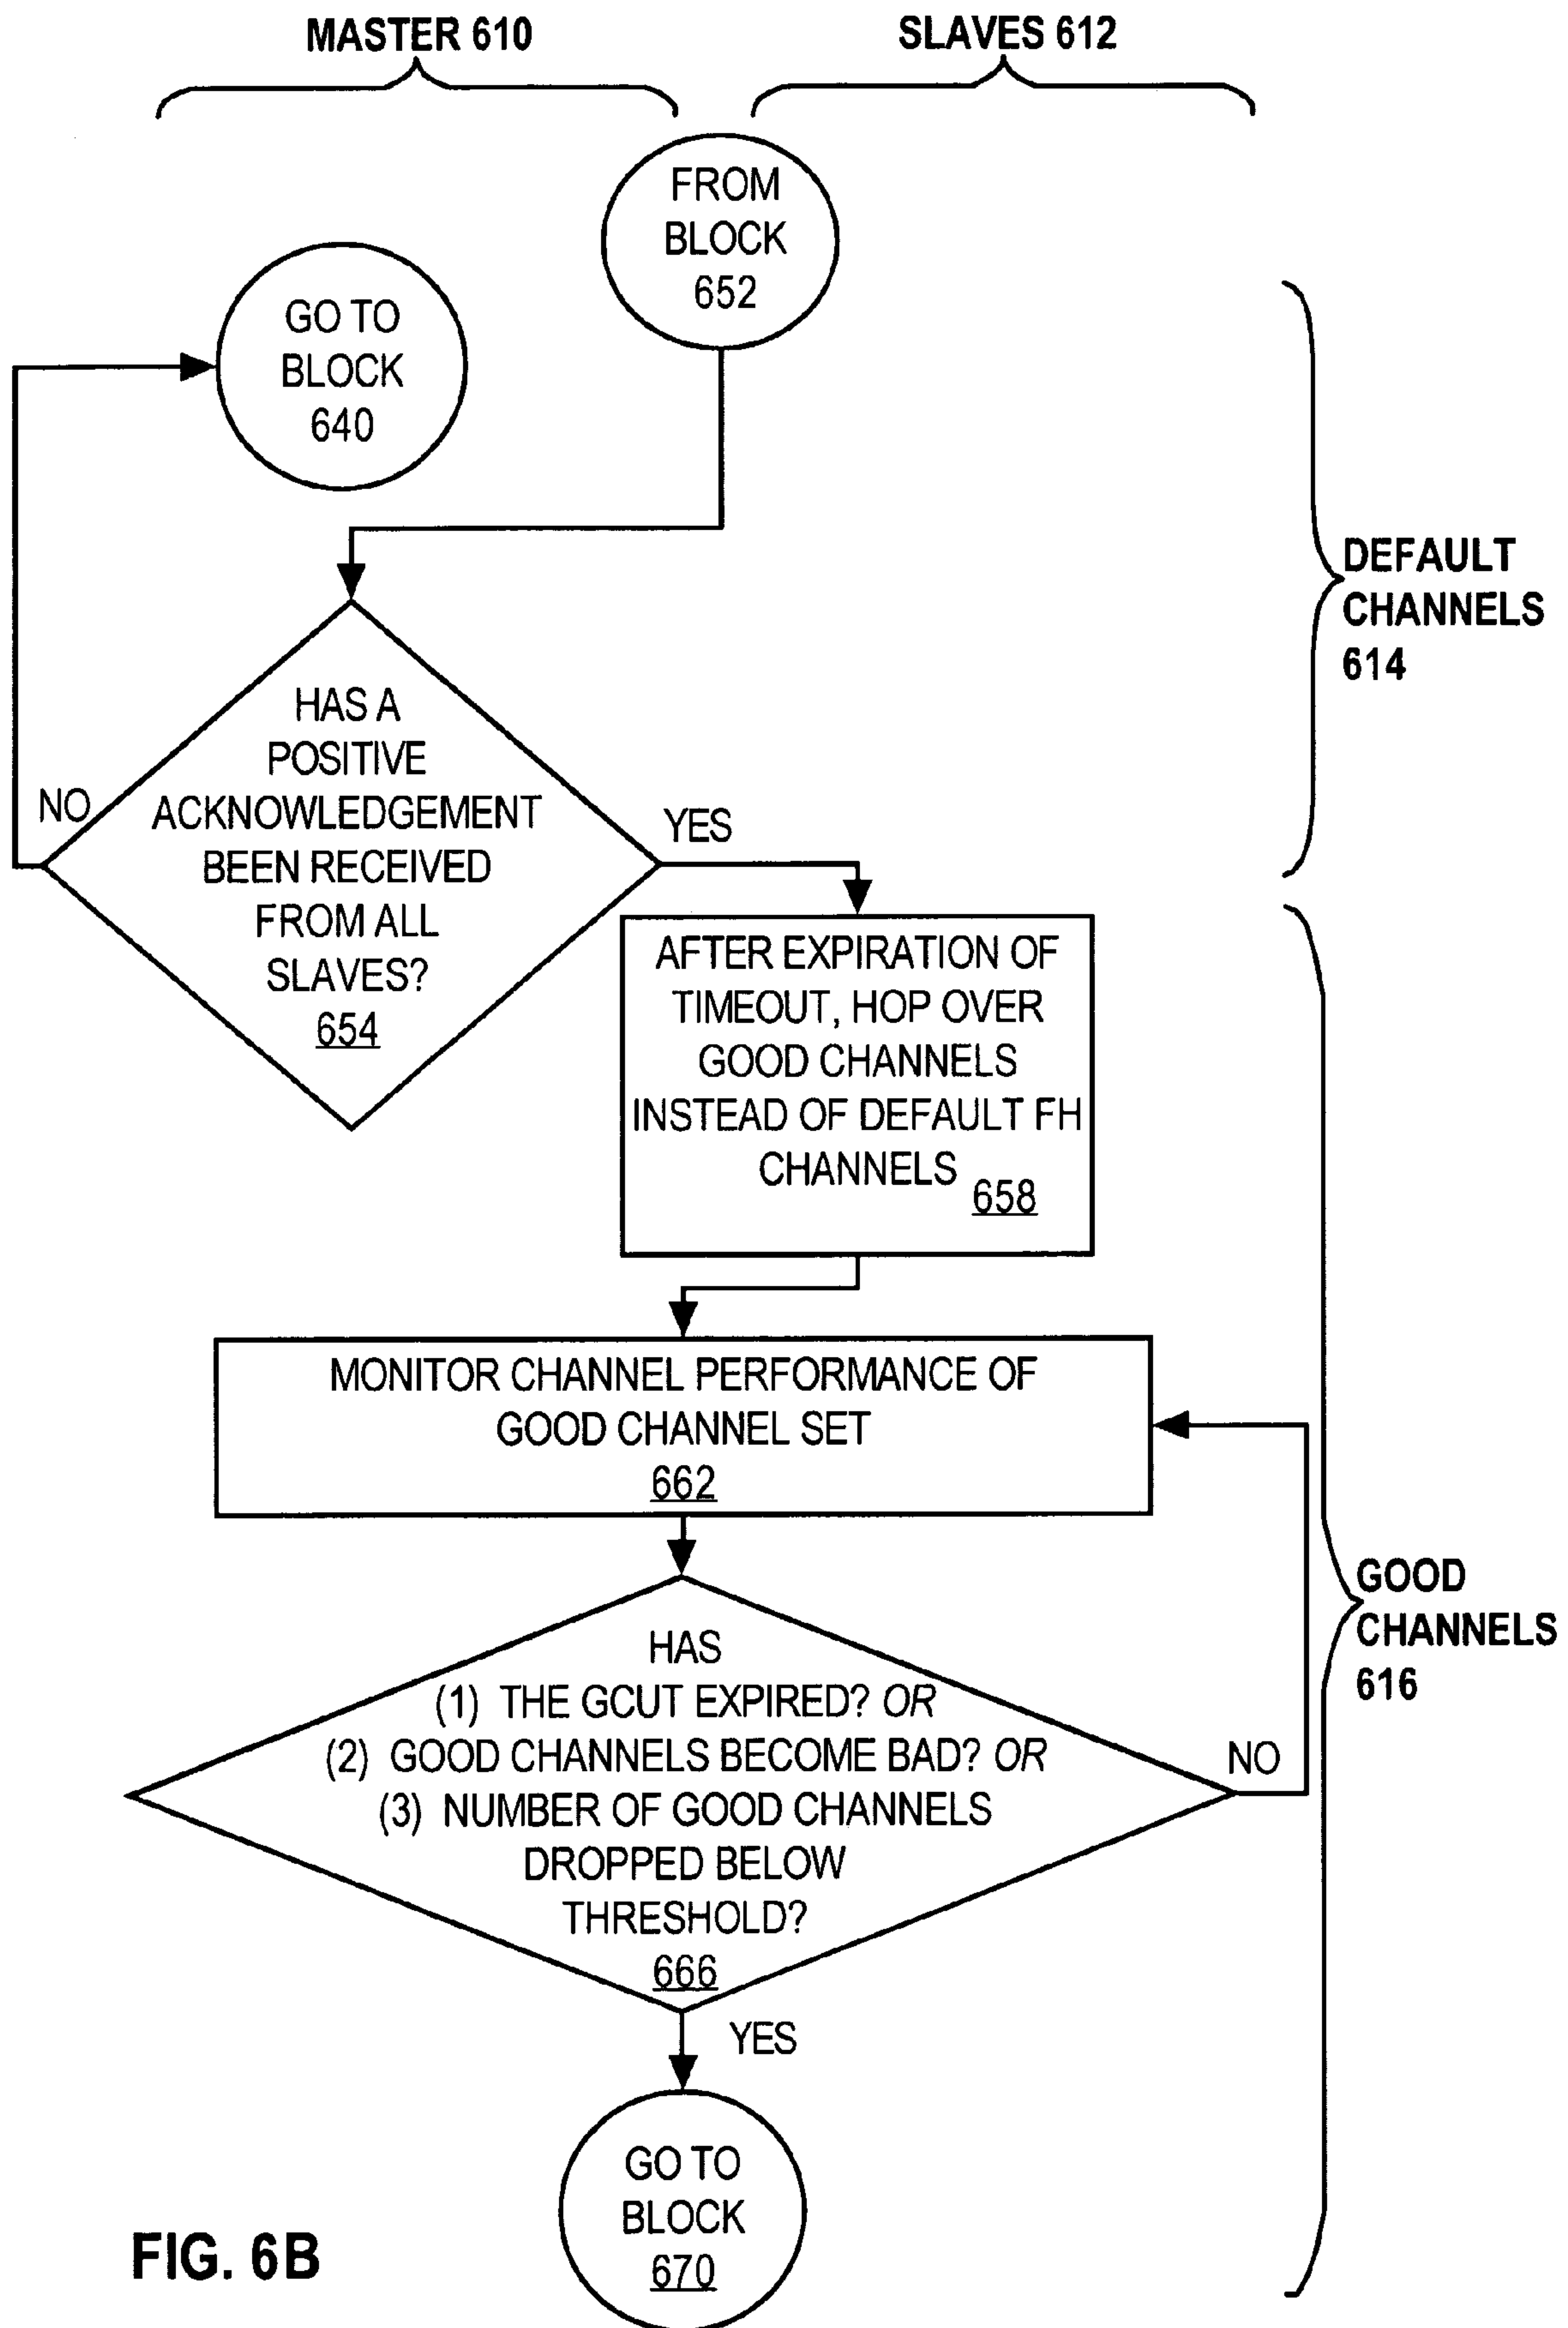 MASTER 610
SLAVES 612
FROM
BLOCK
652
GO TO
BLOCK
640
DEFAULT
CHANNELS
614
HAS A
POSITIVE
ACKNOWLEDGEMENT
BEEN RECEIVED
FROM ALL
SLAVES?
654
NO
YES
AFTER EXPIRATION OF
TIMEOUT, HOP OVER
GOOD CHANNELS
INSTEAD OF DEFAULT FH
CHANNELS
658
MONITOR CHANNEL PERFORMANCE OF
GOOD CHANNEL SET
662
GOOD
CHANNELS
616
HAS
(1) THE GCUT EXPIRED? OR
(2) GOOD CHANNELS BECOME BAD? OR
(3) NUMBER OF GOOD CHANNELS
DROPPED BELOW
THRESHOLD?
666
NO
YES
GO TO
BLOCK
670
FIG. 6B